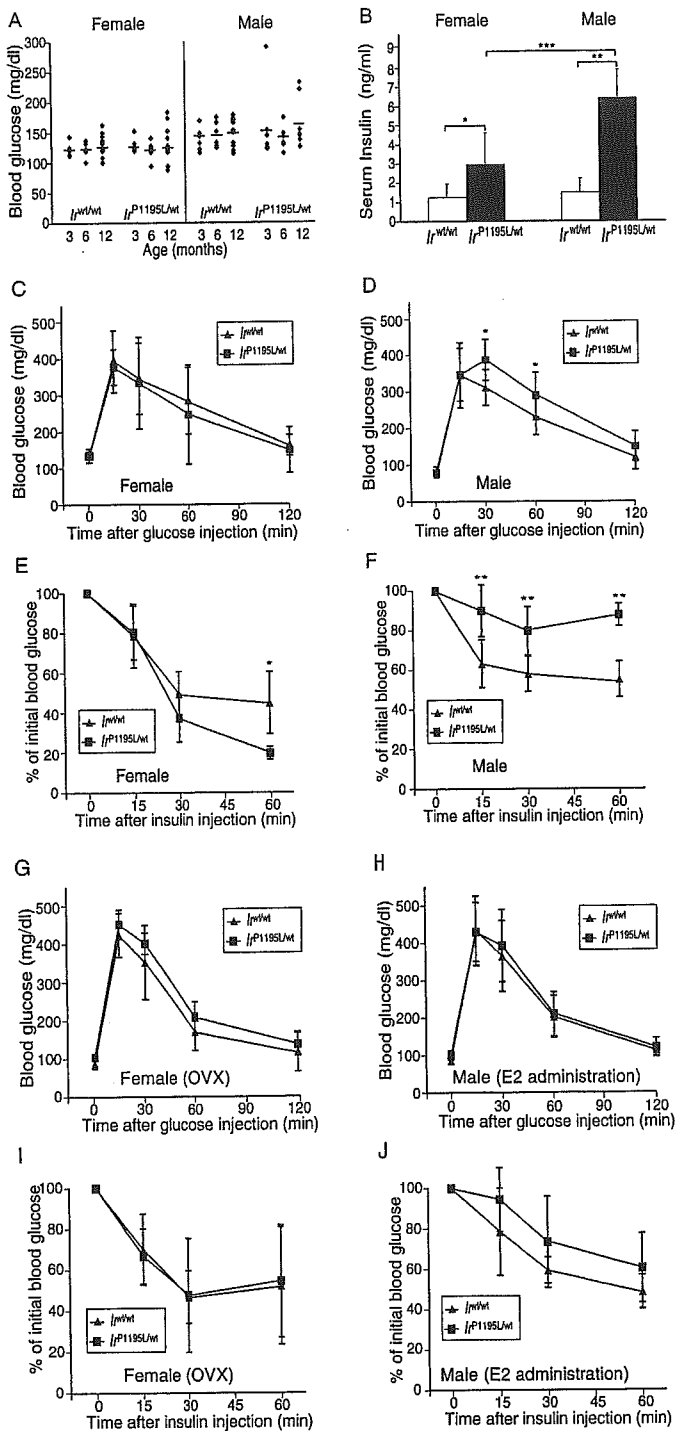 A
Female
Male
Blood glucose (mg/dl)
300
250
200
150
100
50
0
Ir^wt/wt
Ir^P1195L/wt
Ir^wt/wt
Ir^P1195L/wt
3 6 12
3 6 12
3 6 12
3 6 12
Age (months)
B
Female
Male
Serum Insulin (ng/ml)
9
8
7
6
5
4
3
2
1
0
*
***
**
Ir^wt/wt
Ir^P1195L/wt
Ir^wt/wt
Ir^P1195L/wt
C
Blood glucose (mg/dl)
500
400
300
200
100
0
Ir^wt/wt
Ir^P1195L/wt
Female
0 30 60 90 120
Time after glucose injection (min)
D
Blood glucose (mg/dl)
500
400
300
200
100
0
*
*
Ir^wt/wt
Ir^P1195L/wt
Male
0 30 60 90 120
Time after glucose injection (min)
E
% of initial blood glucose
100
80
60
40
20
0
*
Ir^wt/wt
Ir^P1195L/wt
Female
0 15 30 45 60
Time after insulin injection (min)
F
% of initial blood glucose
100
80
60
40
20
0
**
**
**
Ir^wt/wt
Ir^P1195L/wt
Male
0 15 30 45 60
Time after insulin injection (min)
G
Blood glucose (mg/dl)
500
400
300
200
100
0
Ir^wt/wt
Ir^P1195L/wt
Female (OVX)
0 30 60 90 120
Time after glucose injection (min)
H
Blood glucose (mg/dl)
500
400
300
200
100
0
Ir^wt/wt
Ir^P1195L/wt
Male (E2 administration)
0 30 60 90 120
Time after glucose injection (min)
I
% of initial blood glucose
100
80
60
40
20
0
Ir^wt/wt
Ir^P1195L/wt
Female (OVX)
0 15 30 45 60
Time after insulin injection (min)
J
% of initial blood glucose
100
80
60
40
20
0
Ir^wt/wt
Ir^P1195L/wt
Male (E2 administration)
0 15 30 45 60
Time after insulin injection (min)